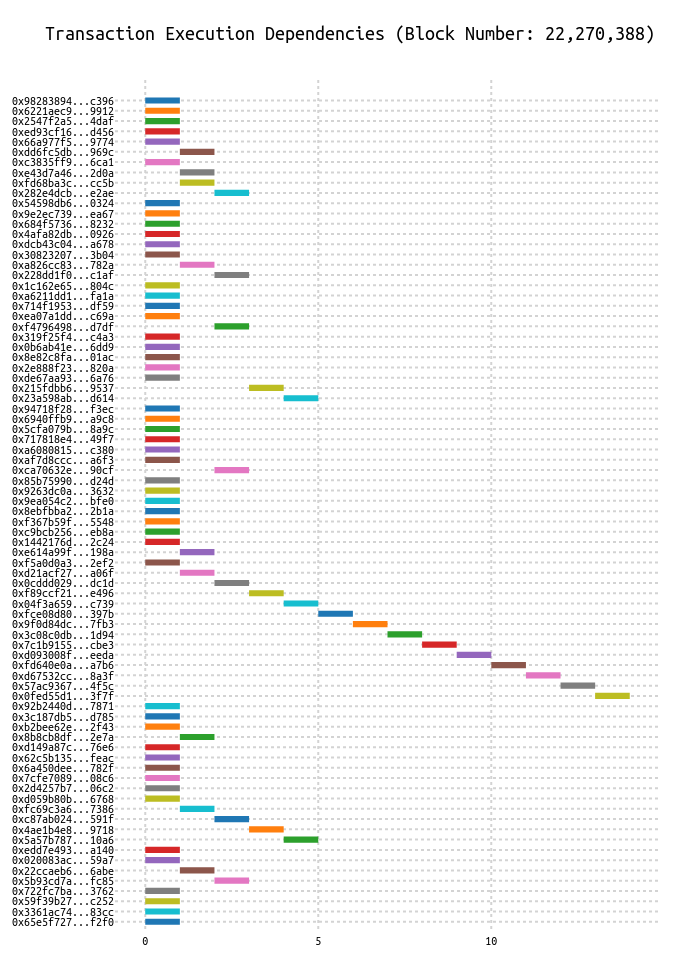 Transaction Execution Dependencies (Block Number: 22,270,388)
0x98283894...c396
0x6221aec9...9912
0x2547f2a5...4daf
0xed93cf16...d456
0x66a977f5...9774
0xdd6fc5db...969c
0xc3835ff9...6ca1
0xe43d7a46...2d0a
0xfd68ba3c...cc5b
0x282e4dcb...e2ae
0x54598db6...0324
0x9e2ec739...ea67
0x684f5736...8232
0x4afa82db...0926
0xdcb43c04...a678
0x30823207...3b04
0xa826cc83...782a
0x228dd1f0...c1af
0x1c162e65...804c
0xa6211dd1...fa1a
0x714f1953...df59
0xea07a1dd...c69a
0xf4796498...d7df
0x319f25f4...c4a3
0x0b6ab41e...6dd9
0x8e82c8fa...01ac
0x2e888f23...820a
0xde67aa93...6a76
0x215fdbb6...9537
0x23a598ab...d614
0x94718f28...f3ec
0x6940ffb9...a9c8
0x5cfa079b...8a9c
0x717818e4...49f7
0xa6080815...c380
0xaf7d8ccc...a6f3
0xca70632e...90cf
0x85b75990...d24d
0x9263dc0a...3632
0x9ea054c2...bfe0
0x8ebfbba2...2b1a
0xf367b59f...5548
0xc9bcb256...eb8a
0x1442176d...2c24
0xe614a99f...198a
0xf5a0d0a3...2ef2
0xd21acf27...a06f
0x0cddd029...dc1d
0xf89ccf21...e496
0x04f3a659...c739
0xfce08d80...397b
0x9f0d84dc...7fb3
0x3c08c0db...1d94
0x7c1b9155...cbe3
0xd093008f...eeda
0xfd640e0a...a7b6
0xd67532cc...8a3f
0x57ac9367...4f5c
0x0fed55d1...3f7f
0x92b2440d...7871
0x3c187db5...d785
0xb2bee62e...2f43
0x8b8cb8df...2e7a
0xd149a87c...76e6
0x62c5b135...feac
0x6a450dee...782f
0x7cfe7089...08c6
0x2d4257b7...06c2
0xd059b80b...6768
0xfc69c3a6...7386
0xc87ab024...591f
0x4ae1b4e8...9718
0x5a57b787...10a6
0xedd7e493...a140
0x020083ac...59a7
0x22ccaeb6...6abe
0x5b93cd7a...fc85
0x722fc7ba...3762
0x59f39b27...c252
0x3361ac74...83cc
0x65e5f727...f2f0
0 5 10